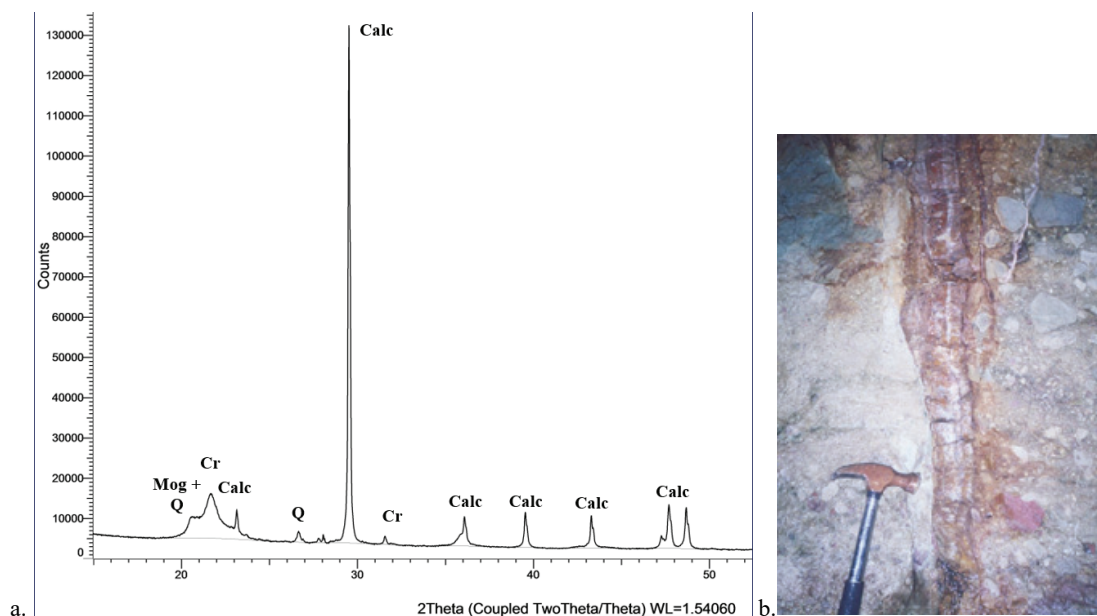 130000
120000
110000
100000
90000
80000
70000
60000
50000
40000
30000
20000
10000
0
Counts
Calc
Cr
Mog +
Q
Calc
Q
Cr
Calc
Calc
Calc
Calc
20
30
40
50
2Theta (Coupled TwoTheta/Theta) WL=1.54060
a.
b.